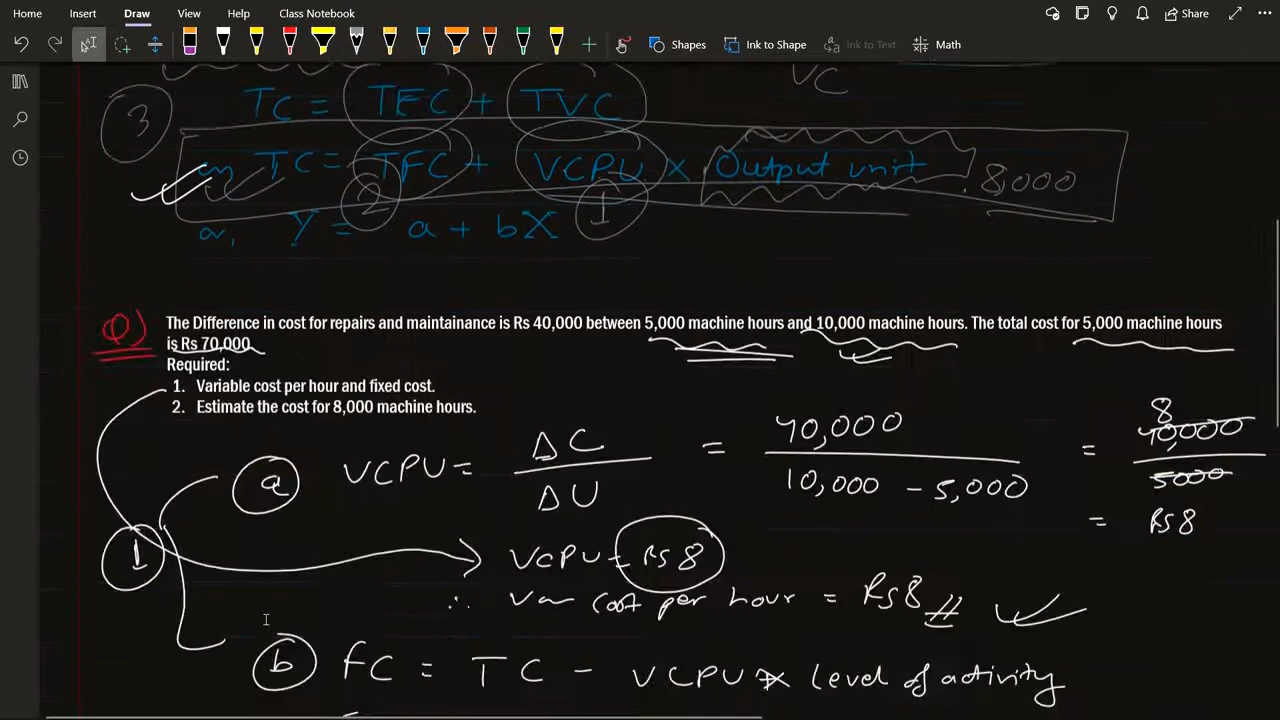 Home Insert Draw View Help Class Notebook Share
Shapes Ink to Shape Ink to Text Math
VC
3 TC = TFC + TVC
or, TC = TFC + VCPU × Output unit 8,000
2 1
or, Y = a + bX
Q) The Difference in cost for repairs and maintainance is Rs 40,000 between 5,000 machine hours and 10,000 machine hours. The total cost for 5,000 machine hours
is Rs 70,000
Required:
1. Variable cost per hour and fixed cost.
2. Estimate the cost for 8,000 machine hours.
a VCPU = ΔC / ΔU = 40,000 / 10,000 - 5,000 = 40,000 / 5000 8
= Rs 8
1 VCPU = Rs 8
∴ Var cost per hour = Rs 8
b FC = TC - VCPU × level of activity